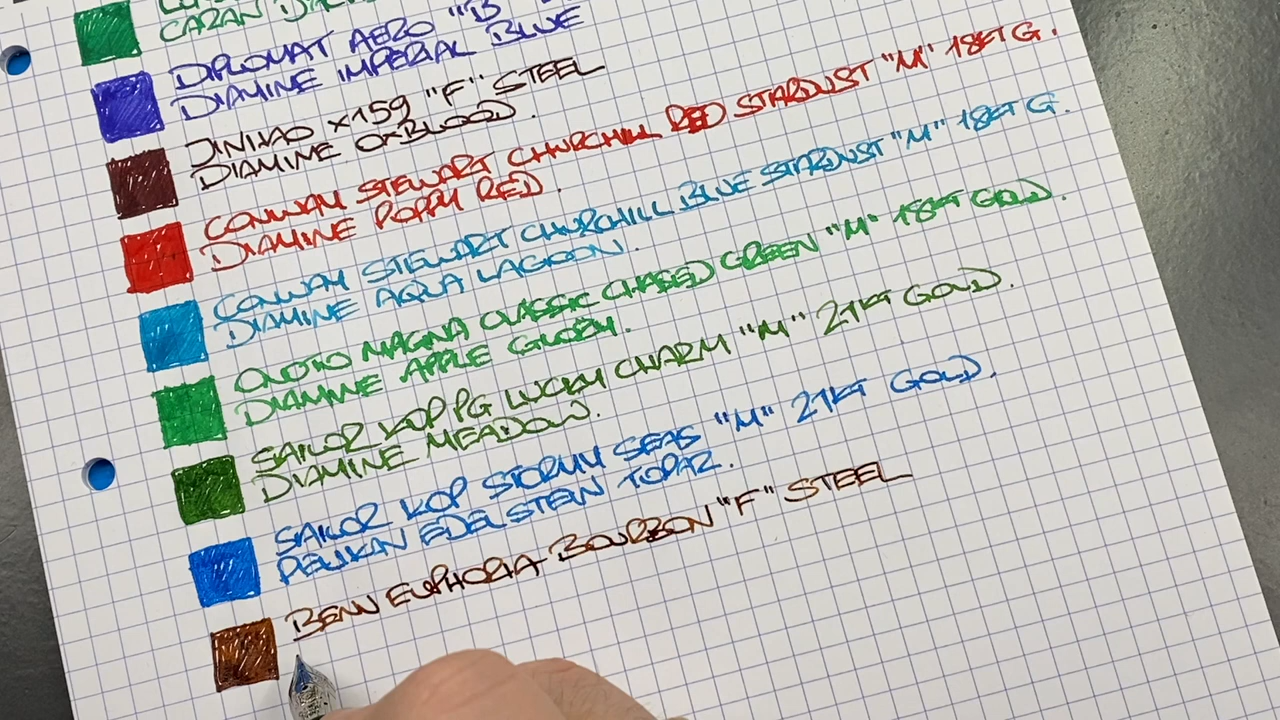 CARAN D'ACHE
DIPLOMAT AERO "B"
DIAMINE IMPERIAL BLUE
JINHAO X159 "F" STEEL
DIAMINE OXBLOOD.
CONWAY STEWART CHURCHILL RED STARDUST "M" 18KT G.
DIAMINE POPPY RED.
CONWAY STEWART CHURCHILL BLUE STARDUST "M" 18KT G.
DIAMINE AQUA LAGOON.
ONOTO MAGNA CLASSIC CHASED GREEN "M" 18KT GOLD.
DIAMINE APPLE GLORY.
SAILOR KOP PG LUCKY CHARM "M" 21KT GOLD.
DIAMINE MEADOW.
SAILOR KOP STORMY SEAS "M" 21KT GOLD.
PELIKAN EDELSTEIN TOPAZ.
BENU EUPHORIA BOURBON "F" STEEL